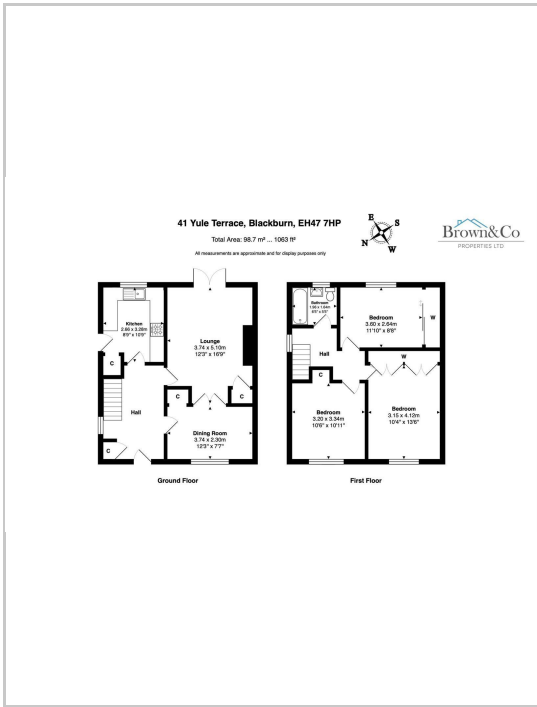 41 Yule Terrace, Blackburn, EH47 7HP
Total Area: 98.7 m² ... 1063 ft²
All measurements are approximate and for display purposes only
E
S
N
W
Brown&Co
PROPERTIES LTD
Kitchen
2.66 x 3.28m
8'9" x 10'9"
C
Lounge
3.74 x 5.10m
12'3" x 16'9"
Hall
C
C
Dining Room
3.74 x 2.30m
12'3" x 7'7"
C
Ground Floor
Bathroom
Bedroom
3.60 x 2.64m
11'10" x 8'8"
W
Hall
W
C
Bedroom
3.20 x 3.34m
10'6" x 10'11"
Bedroom
3.15 x 4.12m
10'4" x 13'6"
First Floor